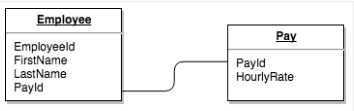 Employee
EmployeeId
FirstName
LastName
PayId
Pay
PayId
HourlyRate